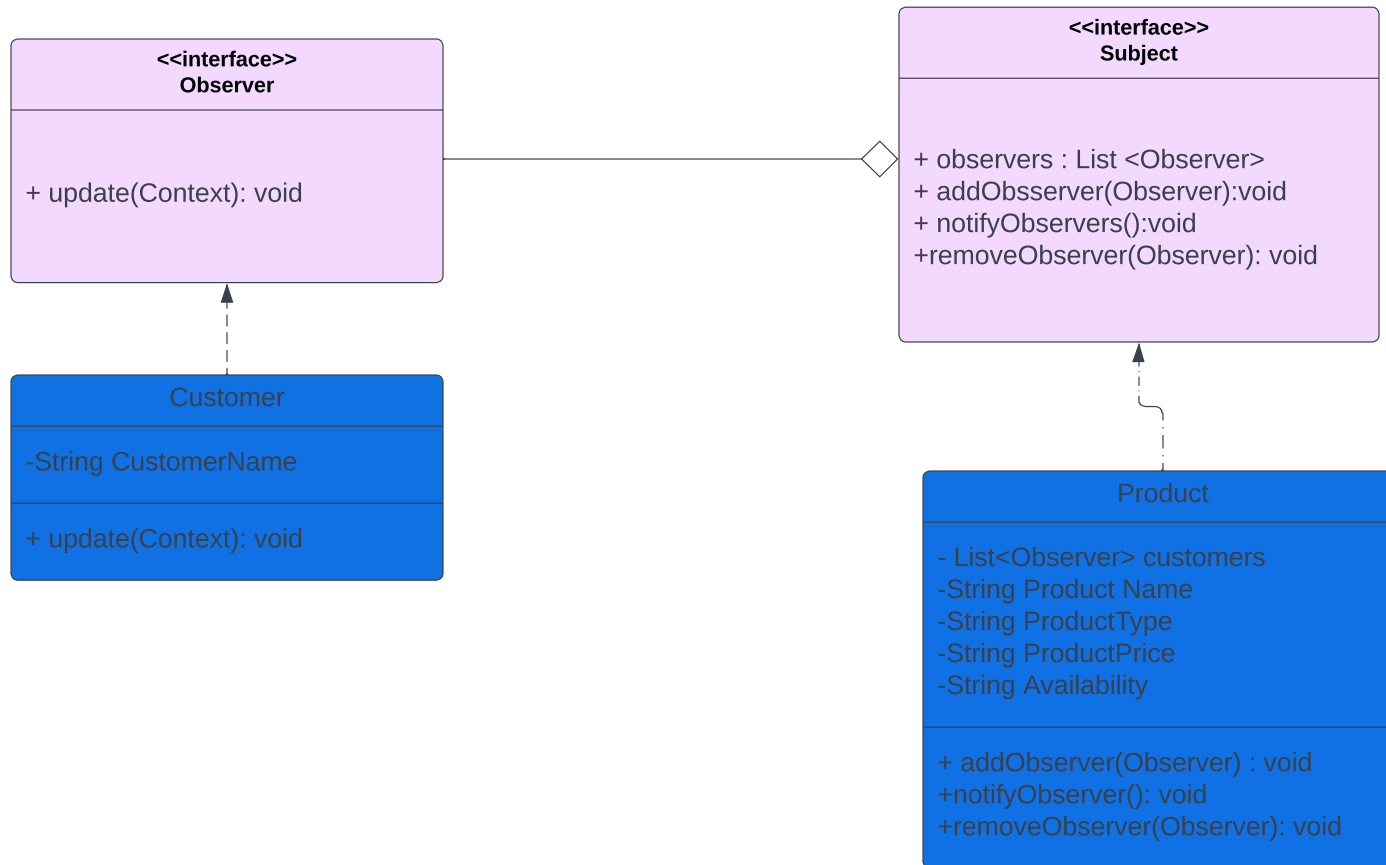 <<interface>>
Observer
+ update(Context): void
<<interface>>
Subject
+ observers : List <Observer>
+ addObsserver(Observer):void
+ notifyObservers():void
+removeObserver(Observer): void
Customer
-String CustomerName
+ update(Context): void
Product
- List<Observer> customers
-String Product Name
-String ProductType
-String ProductPrice
-String Availability
+ addObserver(Observer) : void
+notifyObserver(): void
+removeObserver(Observer): void